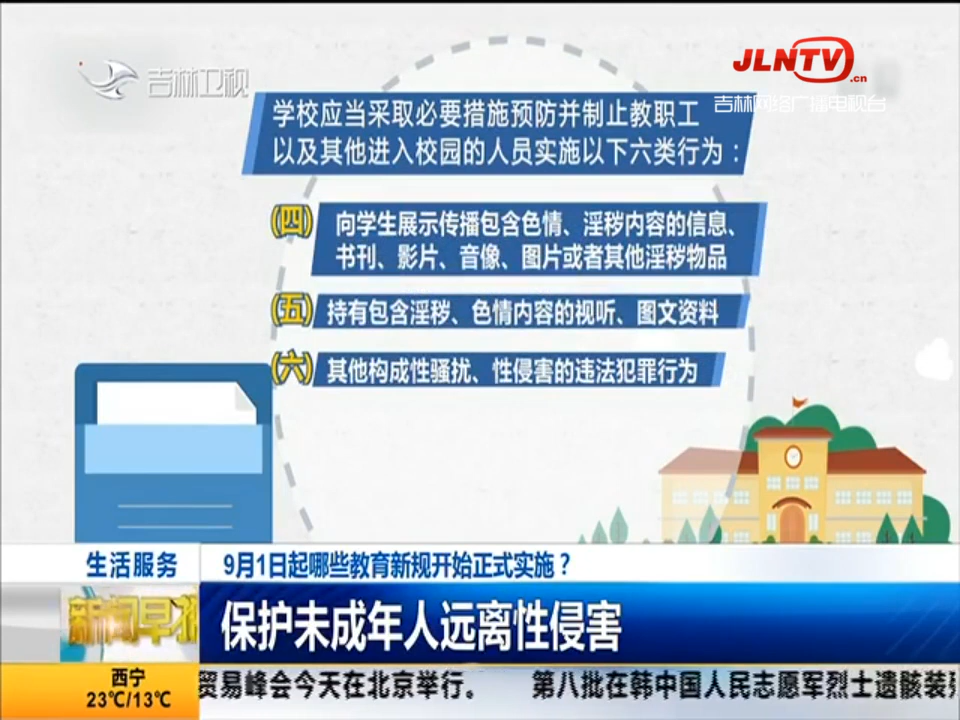 JLNTV.cn
吉林卫视
吉林网络广播电视台
学校应当采取必要措施预防并制止教职工
以及其他进入校园的人员实施以下六类行为：
(四) 向学生展示传播包含色情、淫秽内容的信息、
书刊、影片、音像、图片或者其他淫秽物品
(五) 持有包含淫秽、色情内容的视听、图文资料
(六) 其他构成性骚扰、性侵害的违法犯罪行为
生活服务
9月1日起哪些教育新规开始正式实施？
新闻早报
保护未成年人远离性侵害
西宁
23℃/13℃
贸易峰会今天在北京举行。 第八批在韩中国人民志愿军烈士遗骸装殓